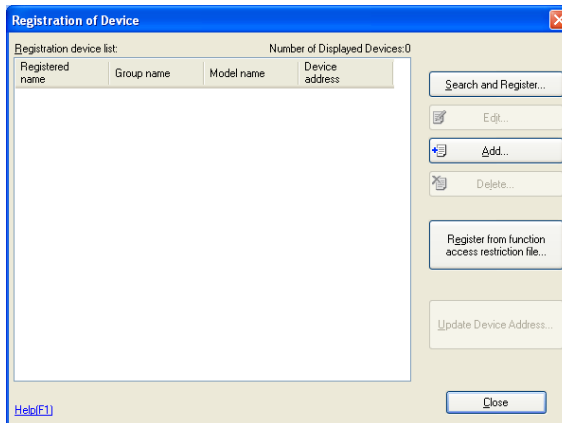 Registration of Device
Registration device list: Number of Displayed Devices:0
Registered name Group name Model name Device address
Search and Register...
Edit...
Add...
Delete...
Register from function
access restriction file...
Update Device Address...
Close
Help(F1)